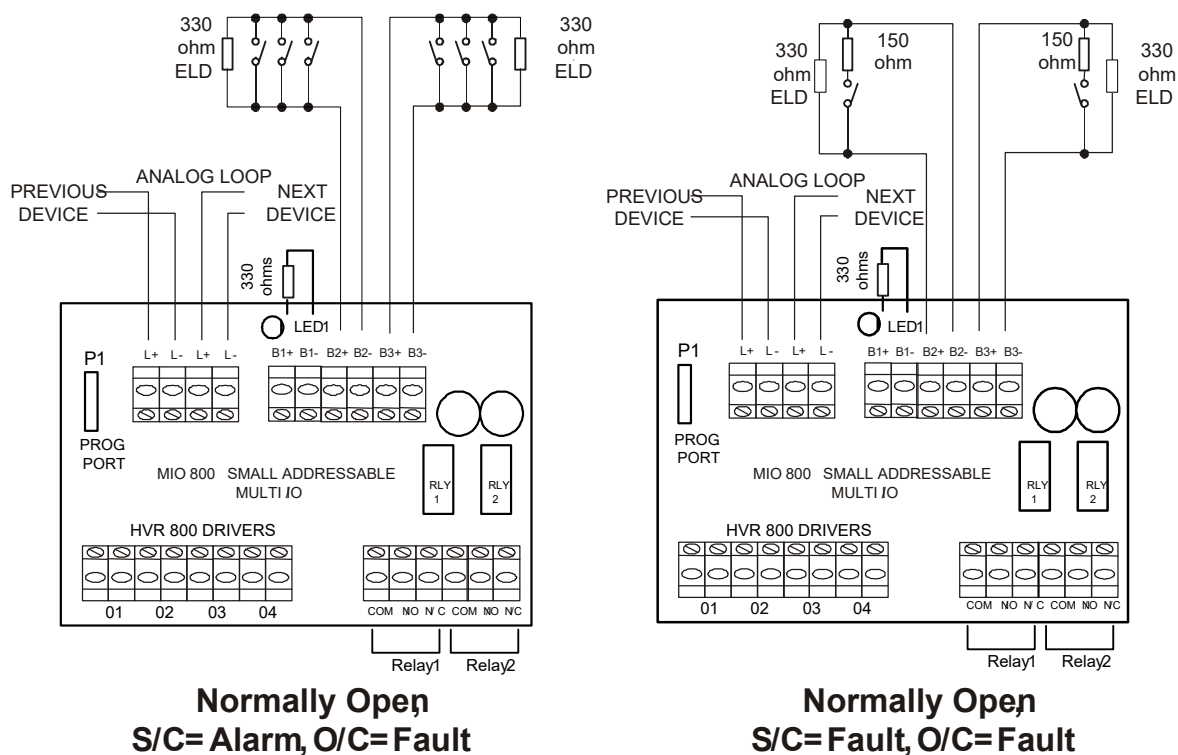 330
ohm
ELD
330
ohm
ELD
PREVIOUS
DEVICE
ANALOG LOOP
NEXT
DEVICE
330
ohms
LED1
P1
L+ L- L+ L-
B1+ B1- B2+ B2- B3+ B3-
PROG
PORT
MIO 800 SMALL ADDRESSABLE
MULTI IO
RLY
1
RLY
2
HVR 800 DRIVERS
01 02 03 04
COM N/O N/C COM N/O N/C
Relay1 Relay2
Normally Open,
S/C= Alarm, O/C= Fault
330
ohm
ELD
150
ohm
150
ohm
330
ohm
ELD
PREVIOUS
DEVICE
ANALOG LOOP
NEXT
DEVICE
330
ohms
LED1
P1
L+ L- L+ L-
B1+ B1- B2+ B2- B3+ B3-
PROG
PORT
MIO 800 SMALL ADDRESSABLE
MULTI IO
RLY
1
RLY
2
HVR 800 DRIVERS
01 02 03 04
COM N/O N/C COM N/O N/C
Relay1 Relay2
Normally Open,
S/C= Fault, O/C= Fault